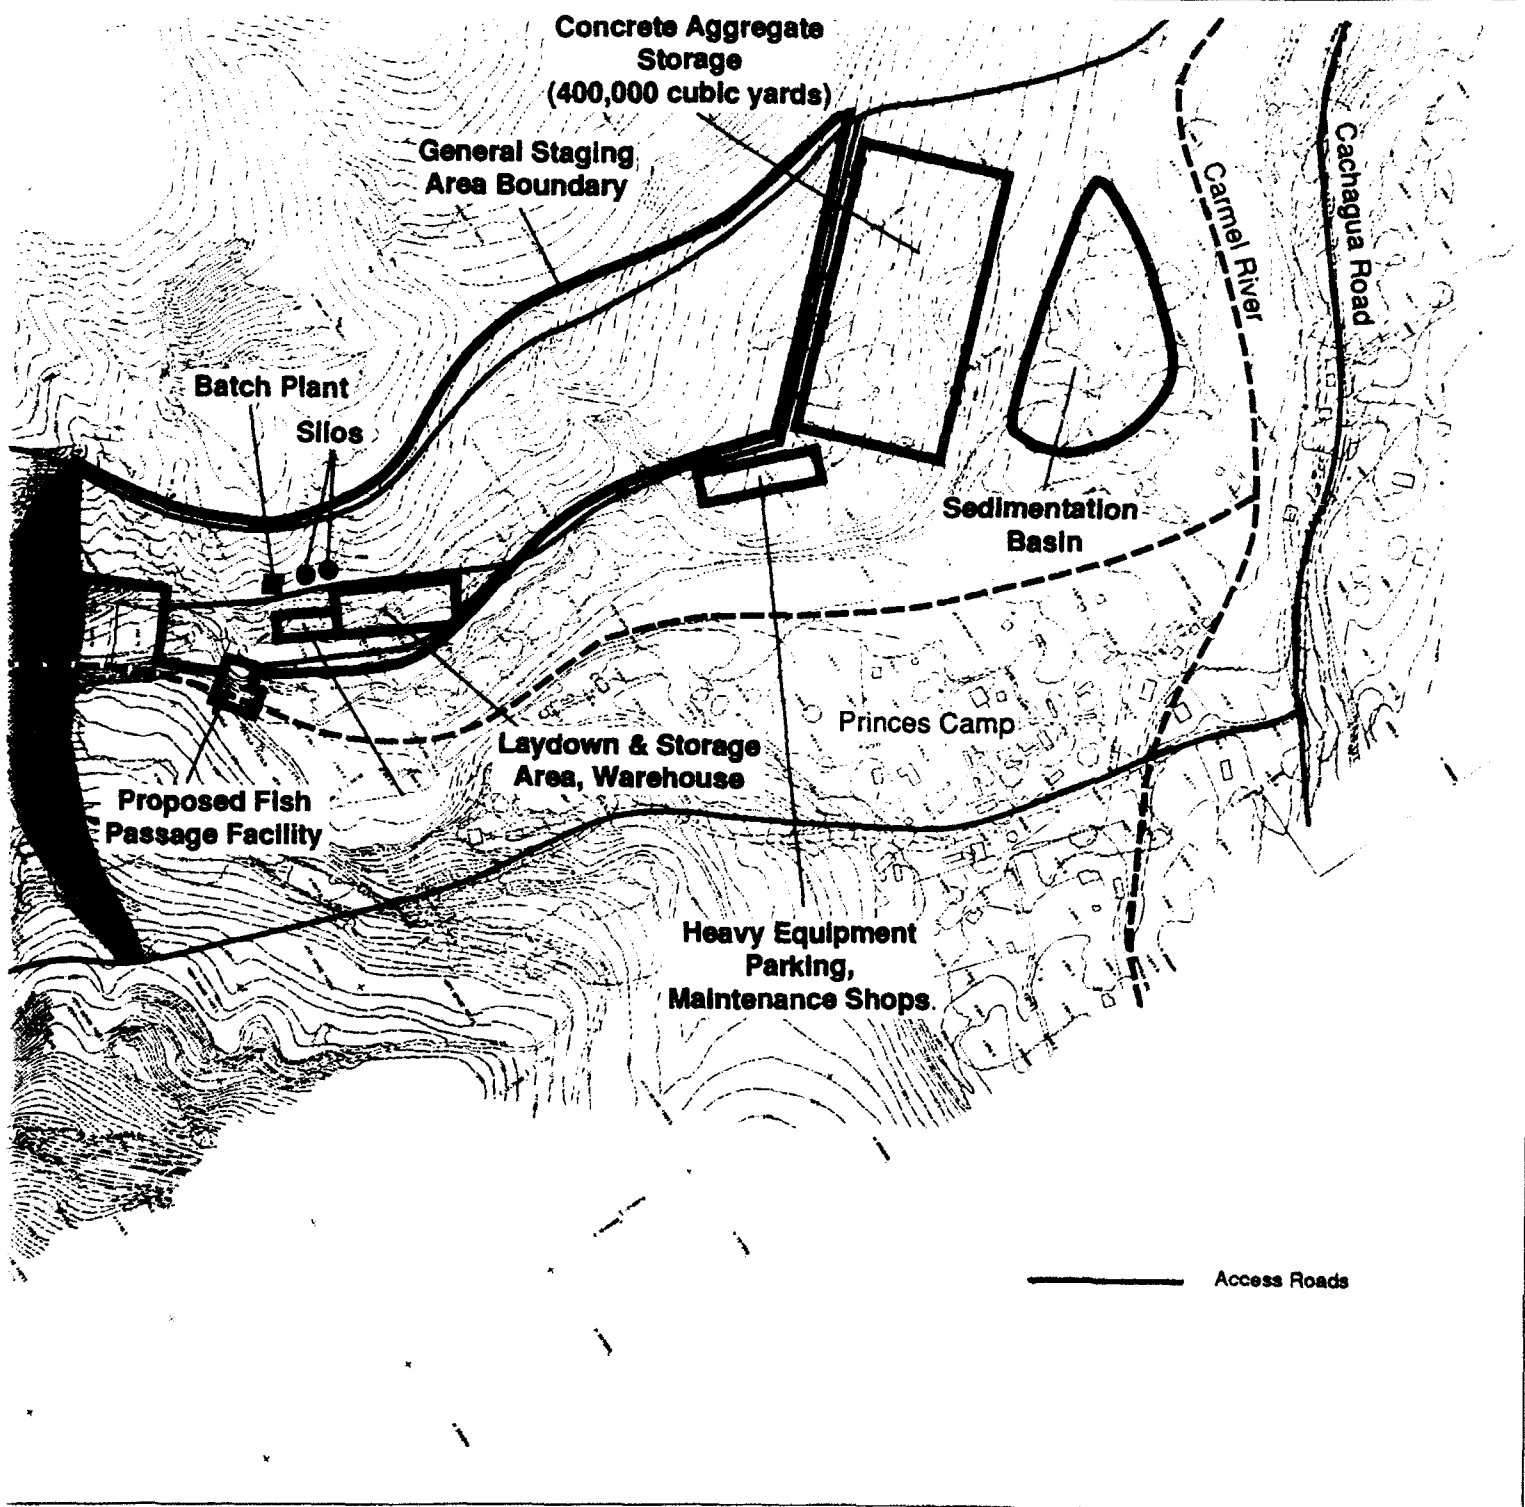 Concrete Aggregate
Storage
(400,000 cubic yards)
General Staging
Area Boundary
Cachagua Road
Carmel River
Batch Plant
Silos
Sedimentation
Basin
Princes Camp
Laydown & Storage
Area, Warehouse
Proposed Fish
Passage Facility
Heavy Equipment
Parking,
Maintenance Shops
Access Roads